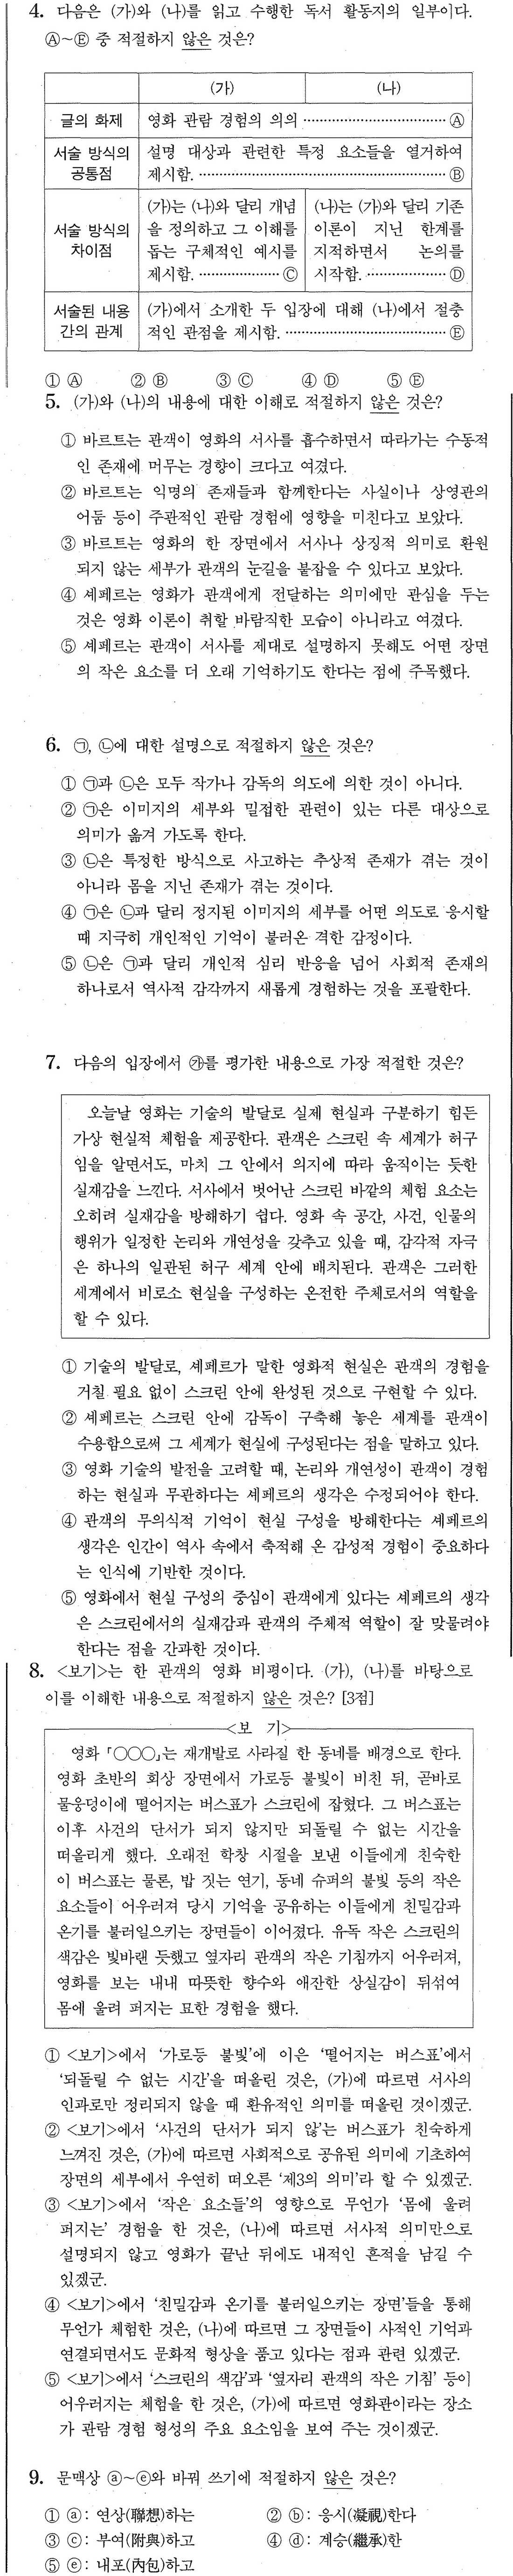 4. 다음은 (가)와 (나)를 읽고 수행한 독서 활동지의 일부이다.
Ⓐ~Ⓔ 중 적절하지 않은 것은?
(가) (나)
글의 화제 영화 관람 경험의 의의 ………………………… Ⓐ
서술 방식의 공통점 설명 대상과 관련한 특정 요소들을 열거하여
제시함. ………………………… Ⓑ
서술 방식의 차이점
(가)는 (나)와 달리 개념
을 정의하고 그 이해를
돕는 구체적인 예시를
제시함. ……………… Ⓒ
(나)는 (가)와 달리 기존
이론이 지닌 한계를
지적하면서 논의를
시작함. ……………… Ⓓ
서술된 내용 간의 관계 (가)에서 소개한 두 입장에 대해 (나)에서 절충
적인 관점을 제시함. ………………………… Ⓔ
① Ⓐ ② Ⓑ ③ Ⓒ ④ Ⓓ ⑤ Ⓔ
5. (가)와 (나)의 내용에 대한 이해로 적절하지 않은 것은?
① 바르트는 관객이 영화의 서사를 흡수하면서 따라가는 수동적
인 존재에 머무는 경향이 크다고 여겼다.
② 바르트는 익명의 존재들과 함께한다는 사실이나 상영관의
어둠 등이 주관적인 관람 경험에 영향을 미친다고 보았다.
③ 바르트는 영화의 한 장면에서 서사나 상징적 의미로 환원
되지 않는 세부가 관객의 눈길을 붙잡을 수 있다고 보았다.
④ 셰페르는 영화가 관객에게 전달하는 의미에만 관심을 두는
것은 영화 이론이 취할 바람직한 모습이 아니라고 여겼다.
⑤ 셰페르는 관객이 서사를 제대로 설명하지 못해도 어떤 장면
의 작은 요소를 더 오래 기억하기도 한다는 점에 주목했다.
6. ㉠, ㉡에 대한 설명으로 적절하지 않은 것은?
① ㉠과 ㉡은 모두 작가나 감독의 의도에 의한 것이 아니다.
② ㉠은 이미지의 세부와 밀접한 관련이 있는 다른 대상으로
의미가 옮겨 가도록 한다.
③ ㉡은 특정한 방식으로 사고하는 추상적 존재가 겪는 것이
아니라 몸을 지닌 존재가 겪는 것이다.
④ ㉠은 ㉡과 달리 정지된 이미지의 세부를 어떤 의도로 응시할
때 지극히 개인적인 기억이 불러온 격한 감정이다.
⑤ ㉡은 ㉠과 달리 개인적 심리 반응을 넘어 사회적 존재의
하나로서 역사적 감각까지 새롭게 경험하는 것을 포괄한다.
7. 다음의 입장에서 ㉮를 평가한 내용으로 가장 적절한 것은?
오늘날 영화는 기술의 발달로 실제 현실과 구분하기 힘든
가상 현실적 체험을 제공한다. 관객은 스크린 속 세계가 허구
임을 알면서도, 마치 그 안에서 의지에 따라 움직이는 듯한
실재감을 느낀다. 서사에서 벗어난 스크린 바깥의 체험 요소는
오히려 실재감을 방해하기 쉽다. 영화 속 공간, 사건, 인물의
행위가 일정한 논리와 개연성을 갖추고 있을 때, 감각적 자극
은 하나의 일관된 허구 세계 안에 배치된다. 관객은 그러한
세계에서 비로소 현실을 구성하는 온전한 주체로서의 역할을
할 수 있다.
① 기술의 발달로, 셰페르가 말한 영화적 현실은 관객의 경험을
거칠 필요 없이 스크린 안에 완성된 것으로 구현할 수 있다.
② 셰페르는 스크린 안에 감독이 구축해 놓은 세계를 관객이
수용함으로써 그 세계가 현실에 구성된다는 점을 말하고 있다.
③ 영화 기술의 발전을 고려할 때, 논리와 개연성이 관객이 경험
하는 현실과 무관하다는 셰페르의 생각은 수정되어야 한다.
④ 관객의 무의식적 기억이 현실 구성을 방해한다는 셰페르의
생각은 인간이 역사 속에서 축적해 온 감성적 경험이 중요하다
는 인식에 기반한 것이다.
⑤ 영화에서 현실 구성의 중심이 관객에게 있다는 셰페르의 생각
은 스크린에서의 실재감과 관객의 주체적 역할이 잘 맞물려야
한다는 점을 간과한 것이다.
8. <보기>는 한 관객의 영화 비평이다. (가), (나)를 바탕으로
이를 이해한 내용으로 적절하지 않은 것은? [3점]
<보 기>
영화 「○○○」는 재개발로 사라질 한 동네를 배경으로 한다.
영화 초반의 회상 장면에서 가로등 불빛이 비친 뒤, 곧바로
물웅덩이에 떨어지는 버스표가 스크린에 잡혔다. 그 버스표는
이후 사건의 단서가 되지 않지만 되돌릴 수 없는 시간을
떠올리게 했다. 오래전 학창 시절을 보낸 이들에게 친숙한
이 버스표는 물론, 밥 짓는 연기, 동네 슈퍼의 불빛 등의 작은
요소들이 어우러져 당시 기억을 공유하는 이들에게 친밀감과
온기를 불러일으키는 장면들이 이어졌다. 유독 작은 스크린의
색감은 빛바랜 듯했고 옆자리 관객의 작은 기침까지 어우러져,
영화를 보는 내내 따뜻한 향수와 애잔한 상실감이 뒤섞여
몸에 울려 퍼지는 묘한 경험을 했다.
① <보기>에서 ‘가로등 불빛’에 이은 ‘떨어지는 버스표’에서
‘되돌릴 수 없는 시간’을 떠올린 것은, (가)에 따르면 서사의
인과로만 정리되지 않을 때 환유적인 의미를 떠올린 것이겠군.
② <보기>에서 ‘사건의 단서가 되지 않’는 버스표가 친숙하게
느껴진 것은, (가)에 따르면 사회적으로 공유된 의미에 기초하여
장면의 세부에서 우연히 떠오른 ‘제3의 의미’라 할 수 있겠군.
③ <보기>에서 ‘작은 요소들’의 영향으로 무언가 ‘몸에 울려
퍼지는’ 경험을 한 것은, (나)에 따르면 서사적 의미만으로
설명되지 않고 영화가 끝난 뒤에도 내적인 흔적을 남길 수
있겠군.
④ <보기>에서 ‘친밀감과 온기를 불러일으키는 장면’들을 통해
무언가 체험한 것은, (나)에 따르면 그 장면들이 사적인 기억과
연결되면서도 문화적 형상을 품고 있다는 점과 관련 있겠군.
⑤ <보기>에서 ‘스크린의 색감’과 ‘옆자리 관객의 작은 기침’ 등이
어우러지는 체험을 한 것은, (가)에 따르면 영화관이라는 장소
가 관람 경험 형성의 주요 요소임을 보여 주는 것이겠군.
9. 문맥상 ⓐ~ⓔ와 바꿔 쓰기에 적절하지 않은 것은?
① ⓐ: 연상(聯想)하는 ② ⓑ: 응시(凝視)한다
③ ⓒ: 부여(附與)하고 ④ ⓓ: 계승(繼承)한
⑤ ⓔ: 내포(內包)하고